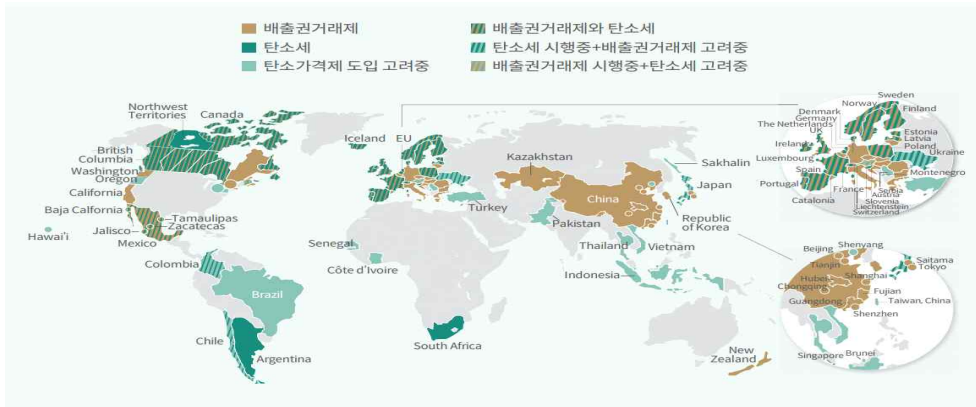 배출권거래제
배출권거래제와 탄소세
탄소세
탄소세 시행중+배출권거래제 고려중
탄소가격제 도입 고려중
배출권거래제 시행중+탄소세 고려중
Northwest
Territories
Canada
British
Columbia
Washington
Oregon
California
Baja Calfornia
Hawai'i
Jalisco
Mexico
Tamaulipas
Zacatecas
Colombia
Brazil
Chile
Argentina
Iceland
EU
Senegal
Côte d'Ivoire
South Africa
Turkey
Kazakhstan
China
Pakistan
Thailand
Vietnam
Indonesia
Sakhalin
Japan
Republic
of Korea
New
Zealand
Sweden
Norway
Finland
Denmark
Germany
The Netherlands
UK
Ireland
Estonia
Latvia
Poland
Ukraine
Luxembourg
Spain
Portugal
Catalonia
France
Montenegro
Serbia
Austria
Slovenia
Liechtenstein
Switzerland
Beijing
Shenyang
Tianjin
Saitama
Tokyo
Hubei
Shanghai
Chongqing
Fujian
Guangdong
Taiwan, China
Shenzhen
Singapore
Brunei